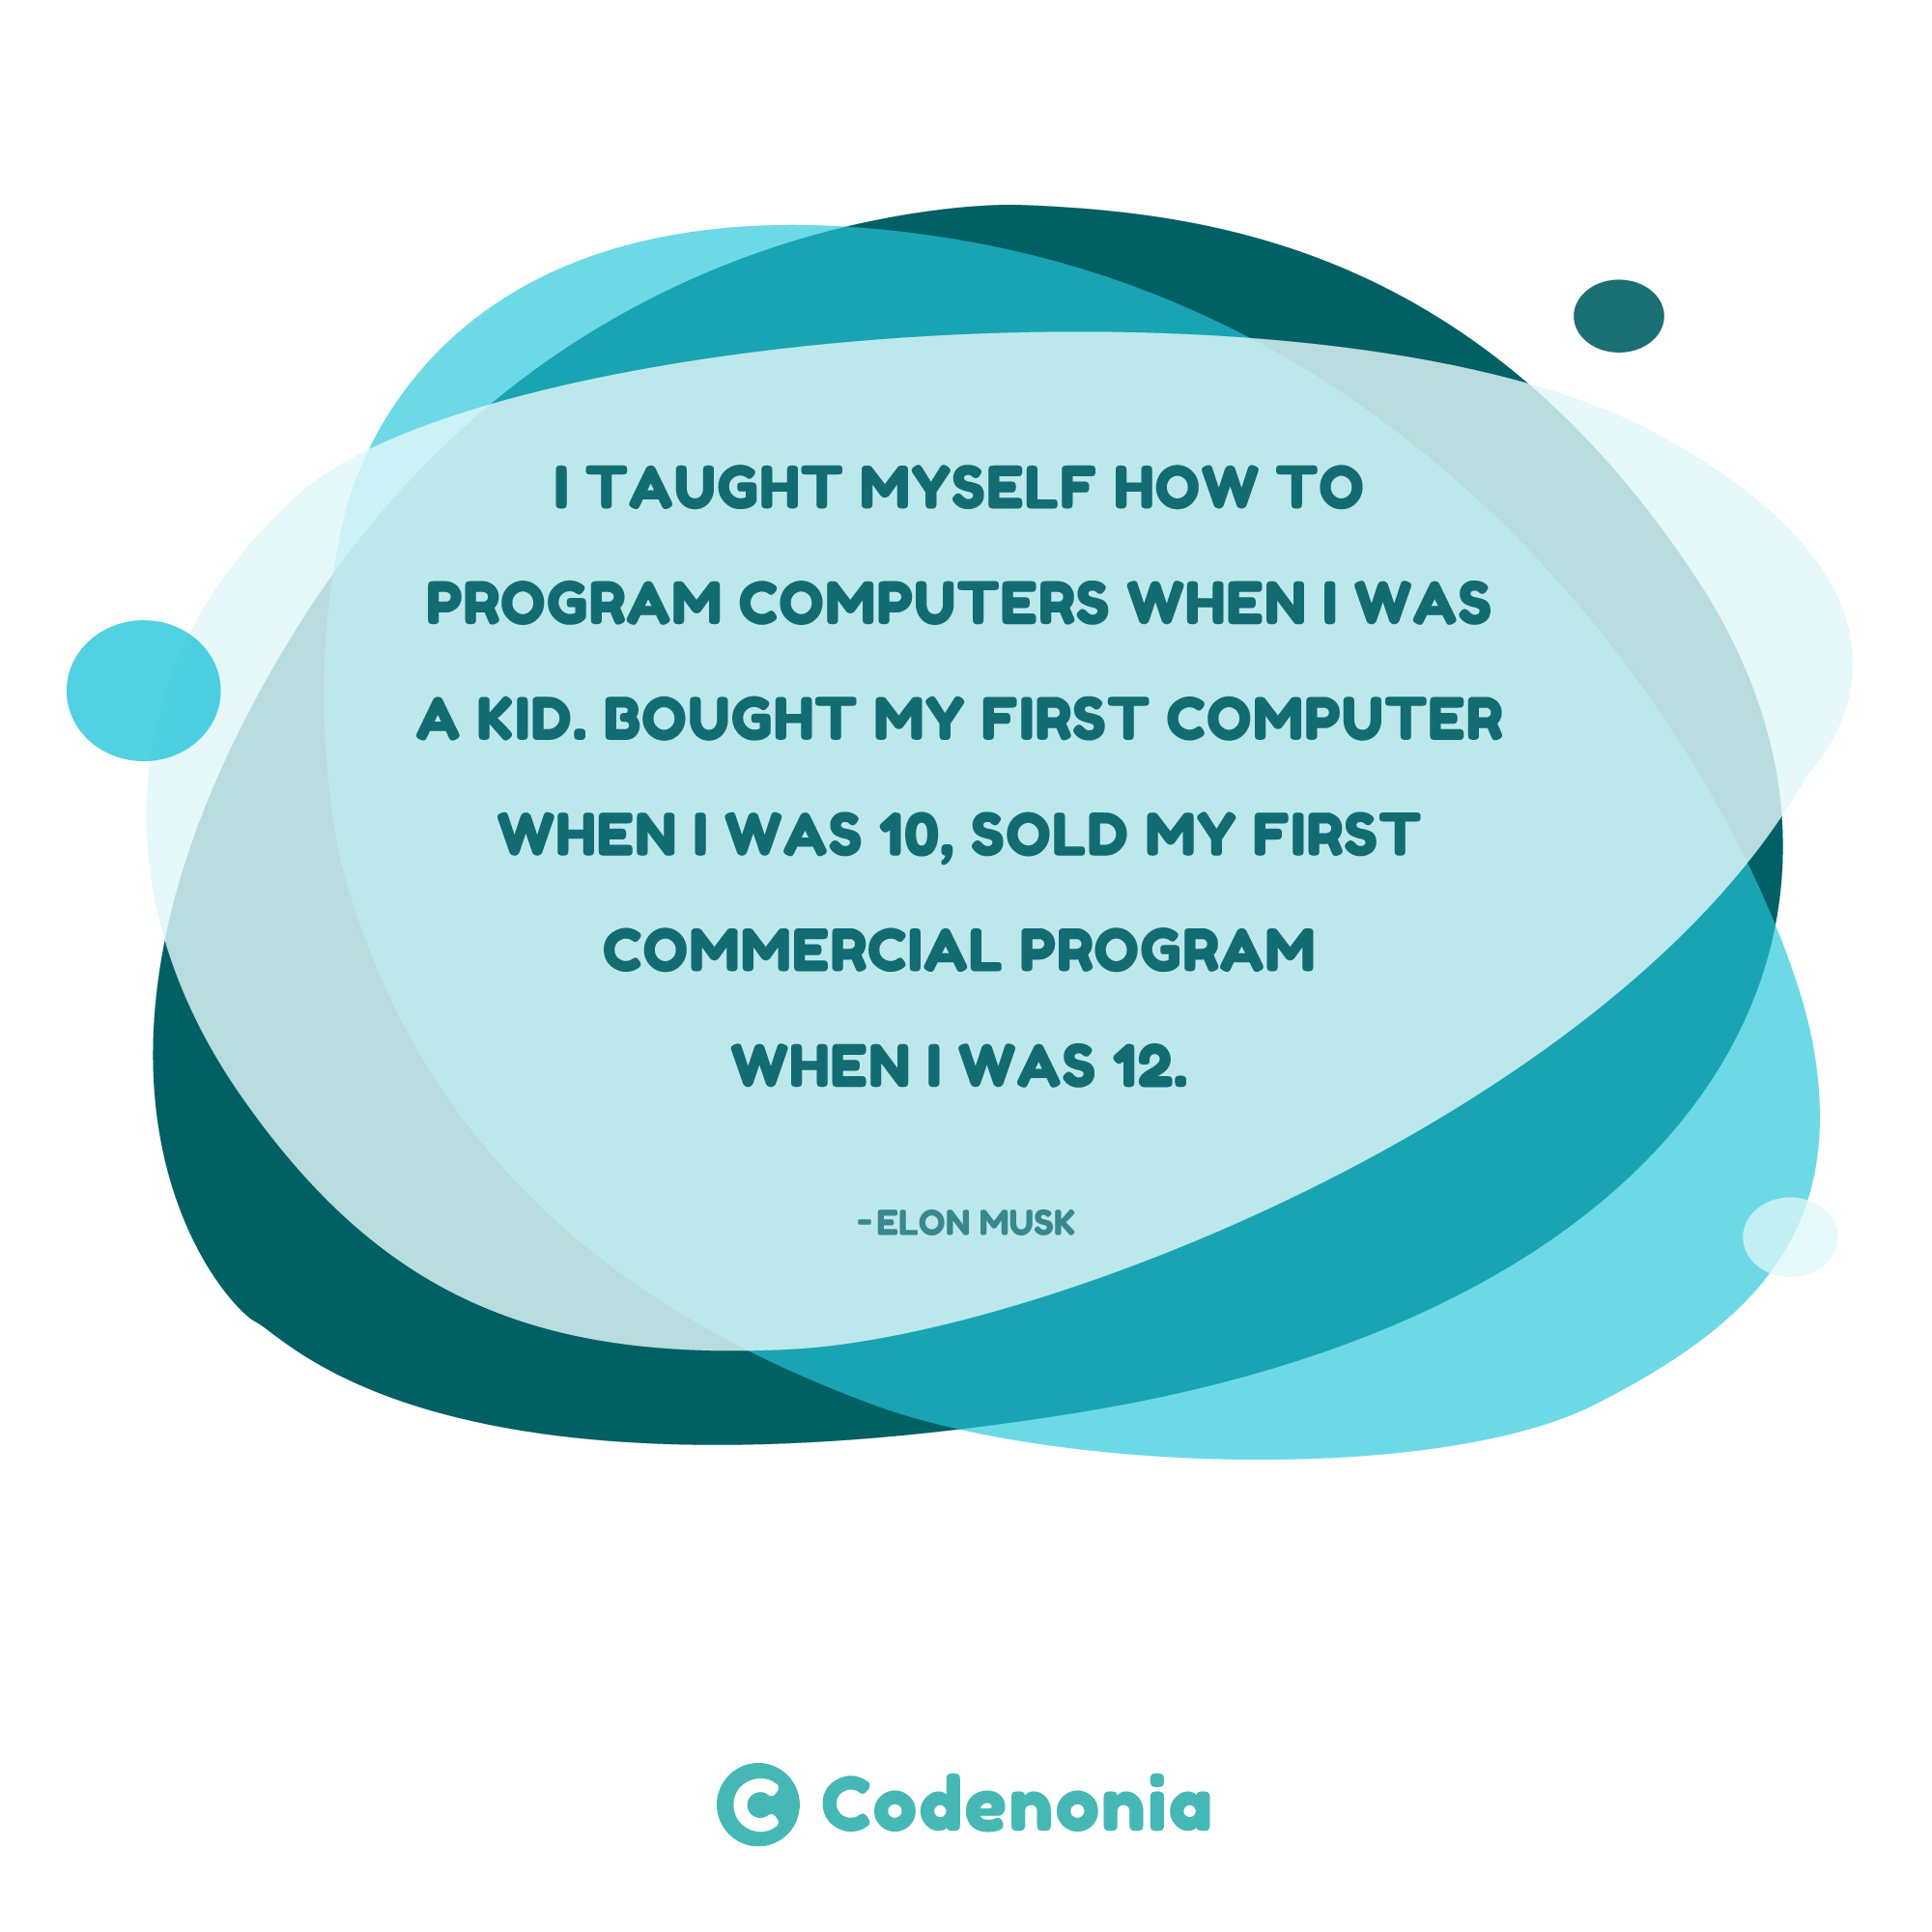 I TAUGHT MYSELF HOW TO
PROGRAM COMPUTERS WHEN I WAS
A KID. BOUGHT MY FIRST COMPUTER
WHEN I WAS 10, SOLD MY FIRST
COMMERCIAL PROGRAM
WHEN I WAS 12.
-ELON MUSK
C Codenonia